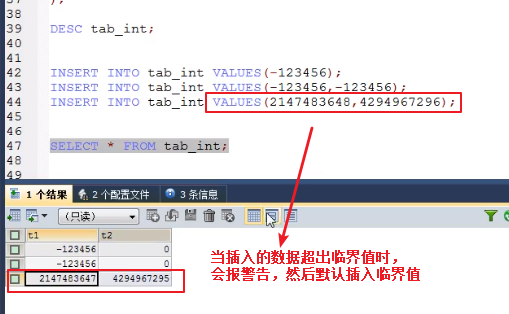 37
38 );
39 DESC tab_int;
40
41
42 INSERT INTO tab_int VALUES(-123456);
43 INSERT INTO tab_int VALUES(-123456,-123456);
44 INSERT INTO tab_int VALUES(2147483648,4294967296);
45
46
47 SELECT * FROM tab_int;
48
1 个结果 2 个配置文件 3 条信息
（只读）
t1 t2
-123456 0
-123456 0
2147483647 4294967295
当插入的数据超出临界值时，
会报警告，然后默认插入临界值